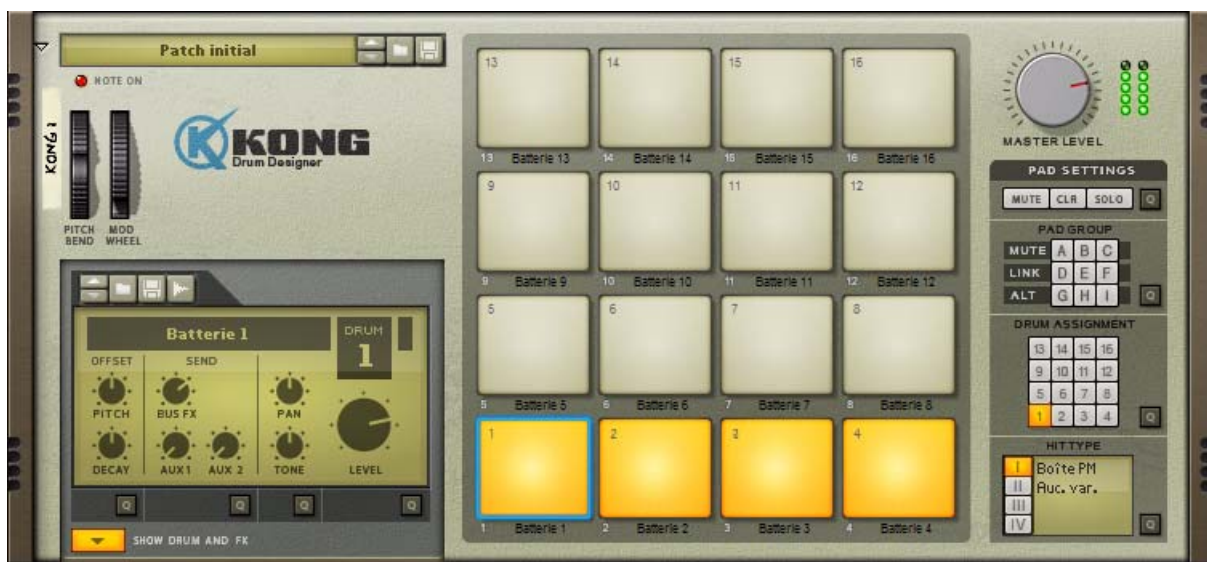 Patch initial
NOTE ON
KONG 1
KONG
Drum Designer
PITCH BEND
MOD WHEEL
Batterie 1
DRUM
1
OFFSET
SEND
PITCH
BUS FX
PAN
DECAY
AUX 1
AUX 2
TONE
LEVEL
Q Q Q Q
SHOW DRUM AND FX
13 14 15 16
13 Batterie 13 14 Batterie 14 15 Batterie 15 16 Batterie 16
9 10 11 12
9 Batterie 9 10 Batterie 10 11 Batterie 11 12 Batterie 12
5 6 7 8
5 Batterie 5 6 Batterie 6 7 Batterie 7 8 Batterie 8
1 2 3 4
1 Batterie 1 2 Batterie 2 3 Batterie 3 4 Batterie 4
MASTER LEVEL
PAD SETTINGS
MUTE CLR SOLO Q
PAD GROUP
MUTE A B C
LINK D E F
ALT G H I Q
DRUM ASSIGNMENT
13 14 15 16
9 10 11 12
5 6 7 8
1 2 3 4 Q
HIT TYPE
I Boîte PM
II Auc. var.
III
IV Q